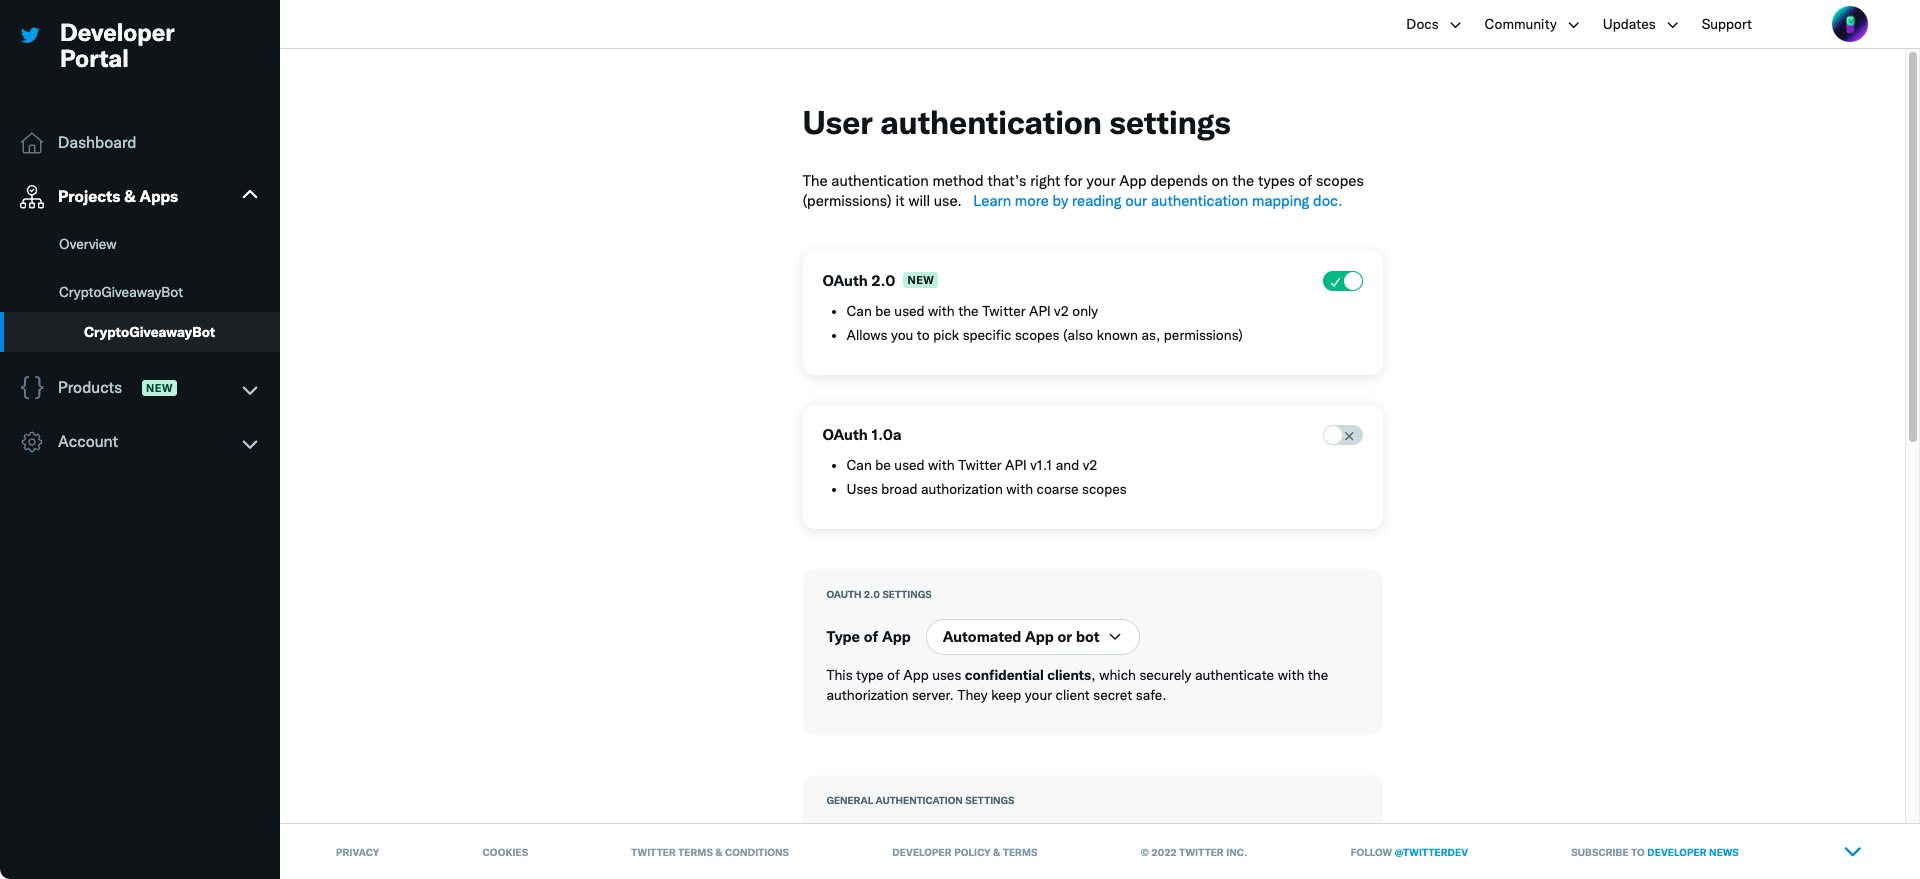 Developer
Portal
Docs
Community
Updates
Support
Dashboard
Projects & Apps
Overview
CryptoGiveawayBot
CryptoGiveawayBot
Products NEW
Account
User authentication settings
The authentication method that’s right for your App depends on the types of scopes
(permissions) it will use. Learn more by reading our authentication mapping doc.
OAuth 2.0 NEW
• Can be used with the Twitter API v2 only
• Allows you to pick specific scopes (also known as, permissions)
OAuth 1.0a
• Can be used with Twitter API v1.1 and v2
• Uses broad authorization with coarse scopes
OAUTH 2.0 SETTINGS
Type of App Automated App or bot
This type of App uses confidential clients, which securely authenticate with the
authorization server. They keep your client secret safe.
GENERAL AUTHENTICATION SETTINGS
PRIVACY
COOKIES
TWITTER TERMS & CONDITIONS
DEVELOPER POLICY & TERMS
© 2022 TWITTER INC.
FOLLOW @TWITTERDEV
SUBSCRIBE TO DEVELOPER NEWS